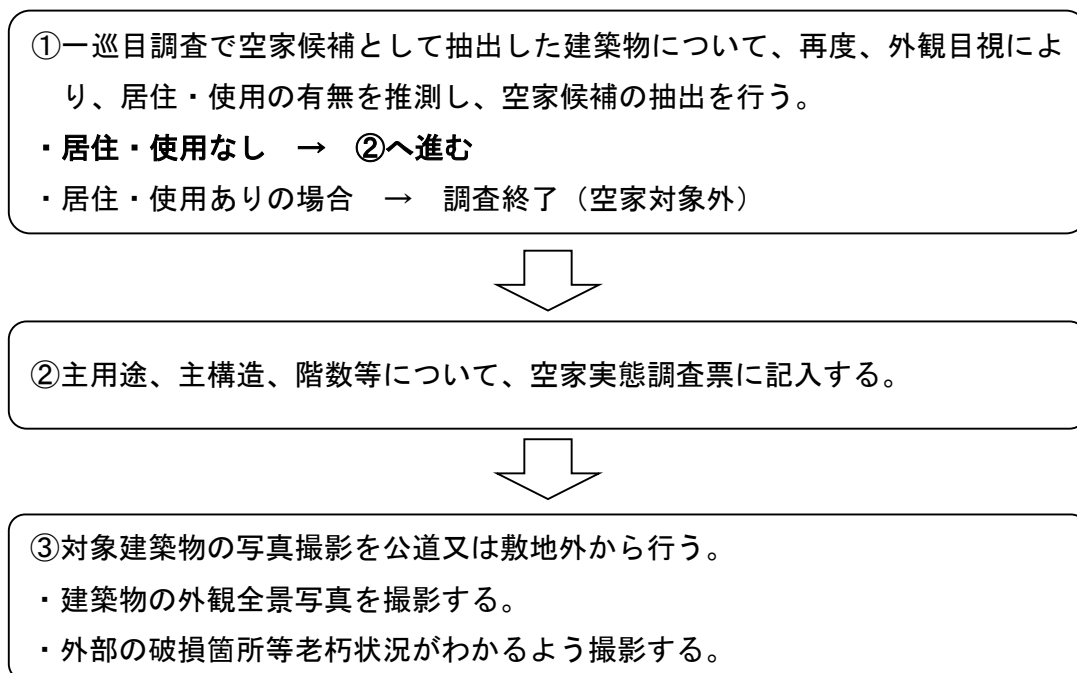 ①一巡目調査で空家候補として抽出した建築物について、再度、外観目視によ
り、居住・使用の有無を推測し、空家候補の抽出を行う。
・居住・使用なし　→　②へ進む
・居住・使用ありの場合　→　調査終了（空家対象外）
②主用途、主構造、階数等について、空家実態調査票に記入する。
③対象建築物の写真撮影を公道又は敷地外から行う。
・建築物の外観全景写真を撮影する。
・外部の破損箇所等老朽状況がわかるよう撮影する。